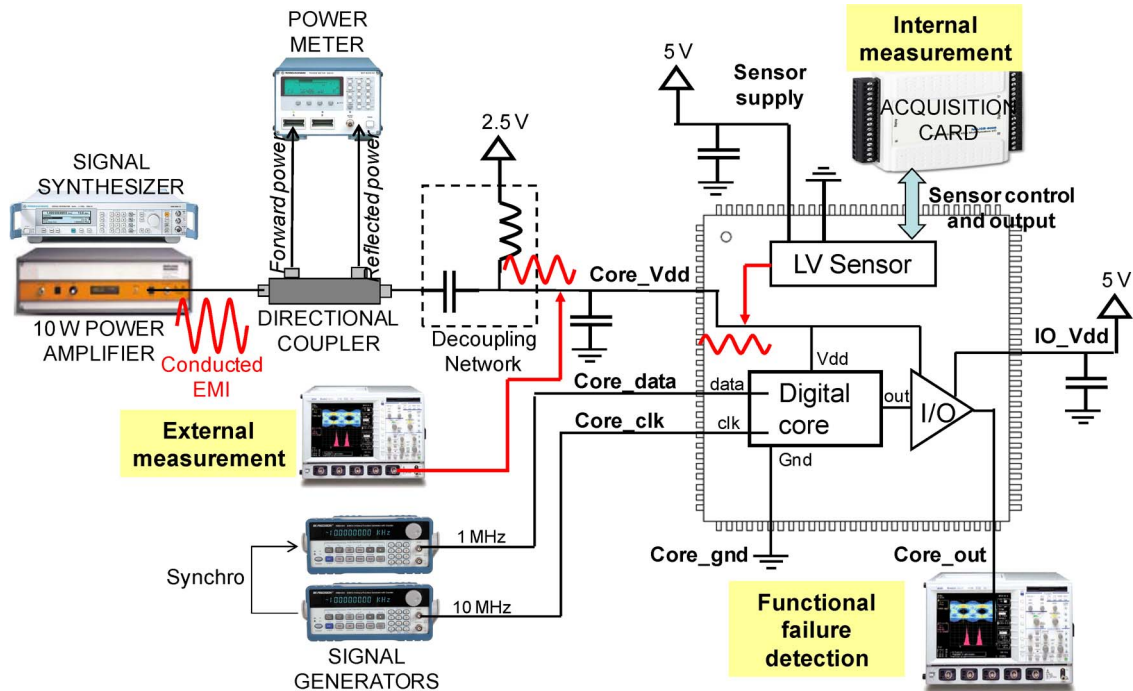 POWER
METER
Internal
measurement
5 V
Sensor
supply
ACQUISITION
CARD
2.5 V
SIGNAL
SYNTHESIZER
Forward power
Reflected power
Sensor control
and output
Core_Vdd
LV Sensor
5 V
10 W POWER
AMPLIFIER
DIRECTIONAL
COUPLER
Decoupling
Network
IO_Vdd
Conducted
EMI
Vdd
Core_data
data
Digital
core
out
I/O
External
measurement
Core_clk
clk
Gnd
1 MHz
Core_gnd
Core_out
Synchro
10 MHz
Functional
failure
detection
SIGNAL
GENERATORS